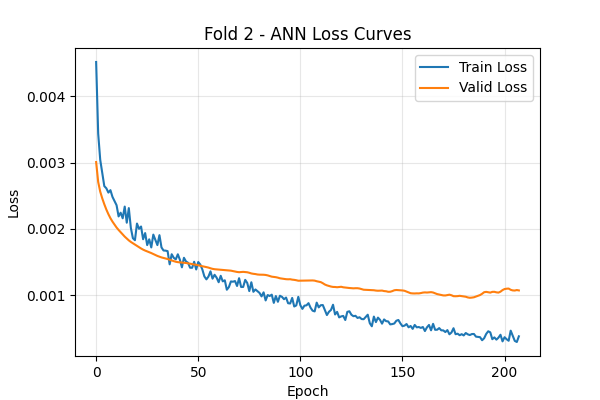 Fold 2 - ANN Loss Curves
Train Loss
Valid Loss
Loss
0.004
0.003
0.002
0.001
0
50
100
150
200
Epoch